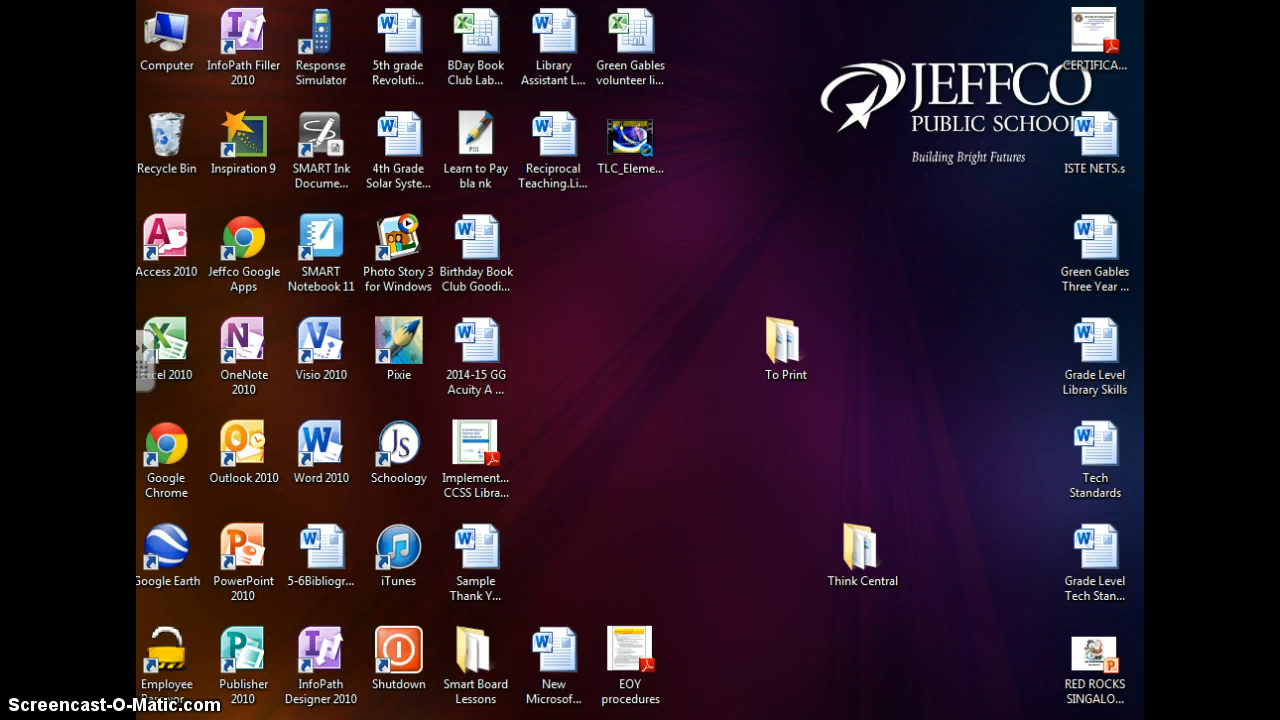 Computer
InfoPath Filler
2010
Response
Simulator
5th grade
Revoluti...
BDay Book
Club Lab...
Library
Assistant L...
Green Gables
volunteer li...
CERTIFICA...
JEFFCO
PUBLIC SCHOOL
Building Bright Futures
Recycle Bin
Inspiration 9
SMART Ink
Docume...
4th Grade
Solar Syste...
Learn to Pay
bla nk
Reciprocal
Teaching.Li...
TLC_Eleme...
ISTE NETS.s
Access 2010
Jeffco Google
Apps
SMART
Notebook 11
Photo Story 3
for Windows
Birthday Book
Club Goodi...
Green Gables
Three Year ...
Excel 2010
OneNote
2010
Visio 2010
Pixie
2014-15 GG
Acuity A ...
To Print
Grade Level
Library Skills
Google
Chrome
Outlook 2010
Word 2010
Schoology
Implement...
CCSS Libra...
Tech
Standards
Google Earth
PowerPoint
2010
5-6Bibliogr...
iTunes
Sample
Thank Y...
Think Central
Grade Level
Tech Stan...
Employee
Publisher
2010
InfoPath
Designer 2010
Shutdown
Smart Board
Lessons
New
Microsof...
EOY
procedures
RED ROCKS
SINGALO...
Screencast-O-Matic.com